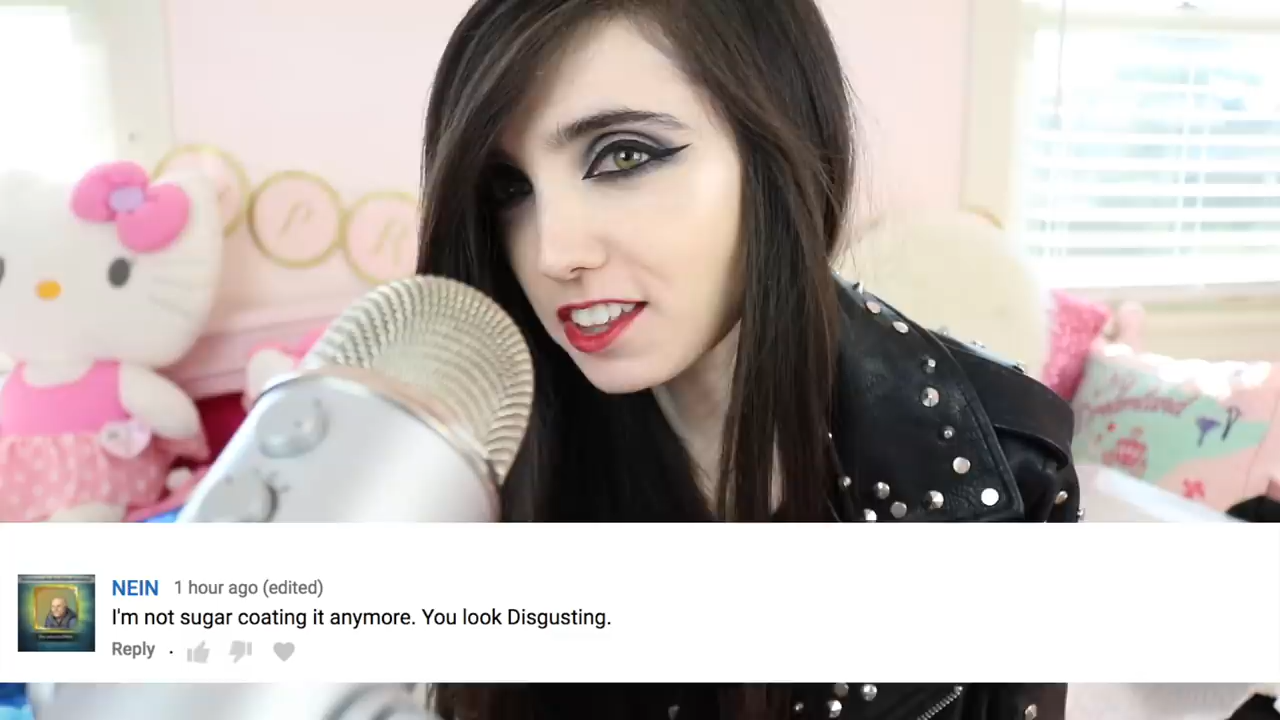 NEIN 1 hour ago (edited)
I'm not sugar coating it anymore. You look Disgusting.
Reply .